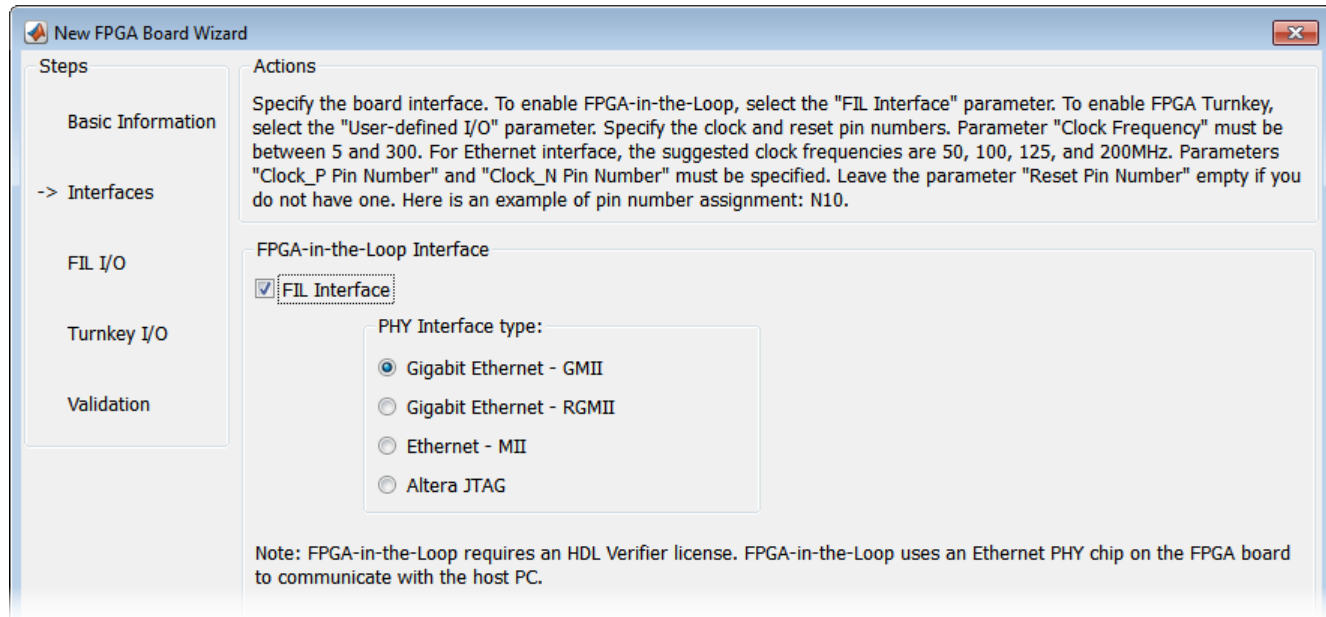 New FPGA Board Wizard
Steps
Basic Information
-> Interfaces
FIL I/O
Turnkey I/O
Validation
Actions
Specify the board interface. To enable FPGA-in-the-Loop, select the "FIL Interface" parameter. To enable FPGA Turnkey,
select the "User-defined I/O" parameter. Specify the clock and reset pin numbers. Parameter "Clock Frequency" must be
between 5 and 300. For Ethernet interface, the suggested clock frequencies are 50, 100, 125, and 200MHz. Parameters
"Clock_P Pin Number" and "Clock_N Pin Number" must be specified. Leave the parameter "Reset Pin Number" empty if you
do not have one. Here is an example of pin number assignment: N10.
FPGA-in-the-Loop Interface
FIL Interface
PHY Interface type:
Gigabit Ethernet - GMII
Gigabit Ethernet - RGMII
Ethernet - MII
Altera JTAG
Note: FPGA-in-the-Loop requires an HDL Verifier license. FPGA-in-the-Loop uses an Ethernet PHY chip on the FPGA board
to communicate with the host PC.